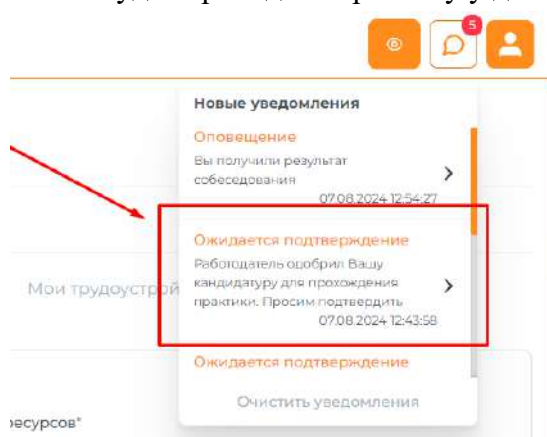 5
Новые уведомления
Оповещение
Вы получили результат
собеседования
07.08.2024 12:54:27
Ожидается подтверждение
Работодатель одобрил Вашу
кандидатуру для прохождения
практики. Просим подтвердить
07.08.2024 12:43:58
Мои трудоустрой
Ожидается подтверждение
Очистить уведомления
ресурсов"